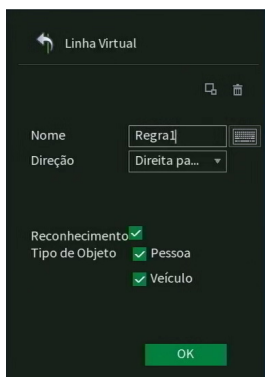 Linha Virtual
Nome Regra1
Direção Direita pa...
Reconhecimento
Tipo de Objeto Pessoa
Veículo
OK